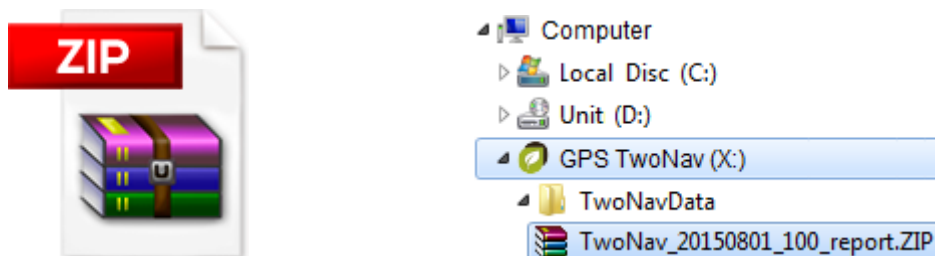 ZIP
Computer
Local Disc (C:)
Unit (D:)
GPS TwoNav (X:)
TwoNavData
TwoNav_20150801_100_report.ZIP